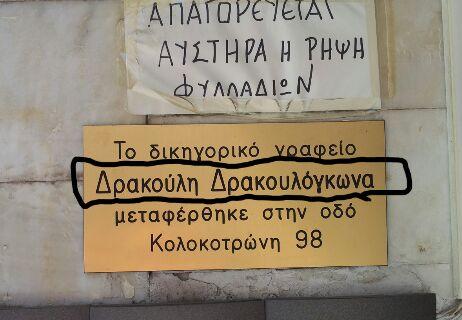 ΑΠΑΓΟΡΕΥΕΤΑΙ
ΑΥΣΤΗΡΑ Η ΡΗΨΗ
ΦΥΛΛΑΔΙΩΝ
Το δικηγορικό γραφείο
Δρακούλη Δρακουλόγκωνα
μεταφέρθηκε στην οδό
Κολοκοτρώνη 98